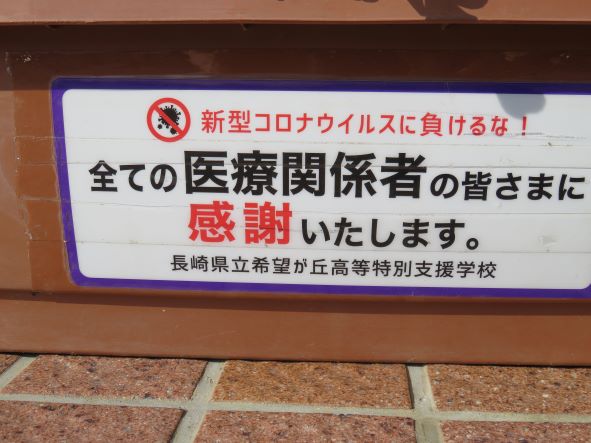 新型コロナウイルスに負けるな！
全ての医療関係者の皆さまに
感謝いたします。
長崎県立希望が丘高等特別支援学校